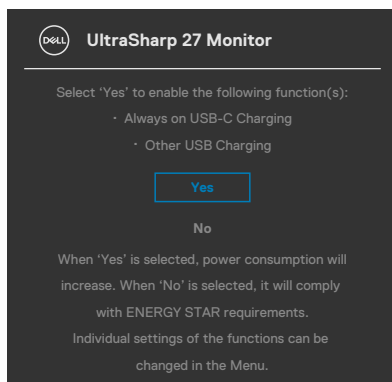 DELL UltraSharp 27 Monitor
Select ‘Yes’ to enable the following function(s):
· Always on USB-C Charging
· Other USB Charging
Yes
No
When ‘Yes’ is selected, power consumption will
increase. When ‘No’ is selected, it will comply
with ENERGY STAR requirements.
Individual settings of the functions can be
changed in the Menu.